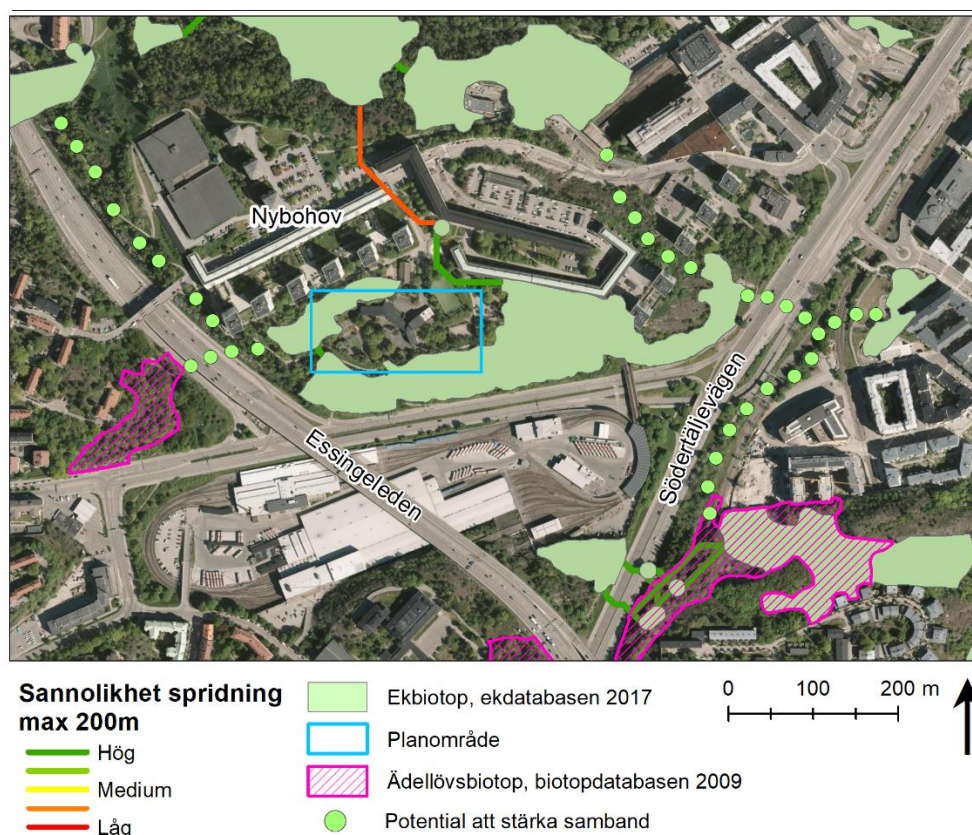 Nybohov
Essingeleden
Södertäljevägen
Sannolikhet spridning
max 200m
Hög
Medium
Låg
Ekbiotop, ekdatabasen 2017
Planområde
Ädellövsbiotop, biotopdatabasen 2009
Potential att stärka samband
0 100 200 m